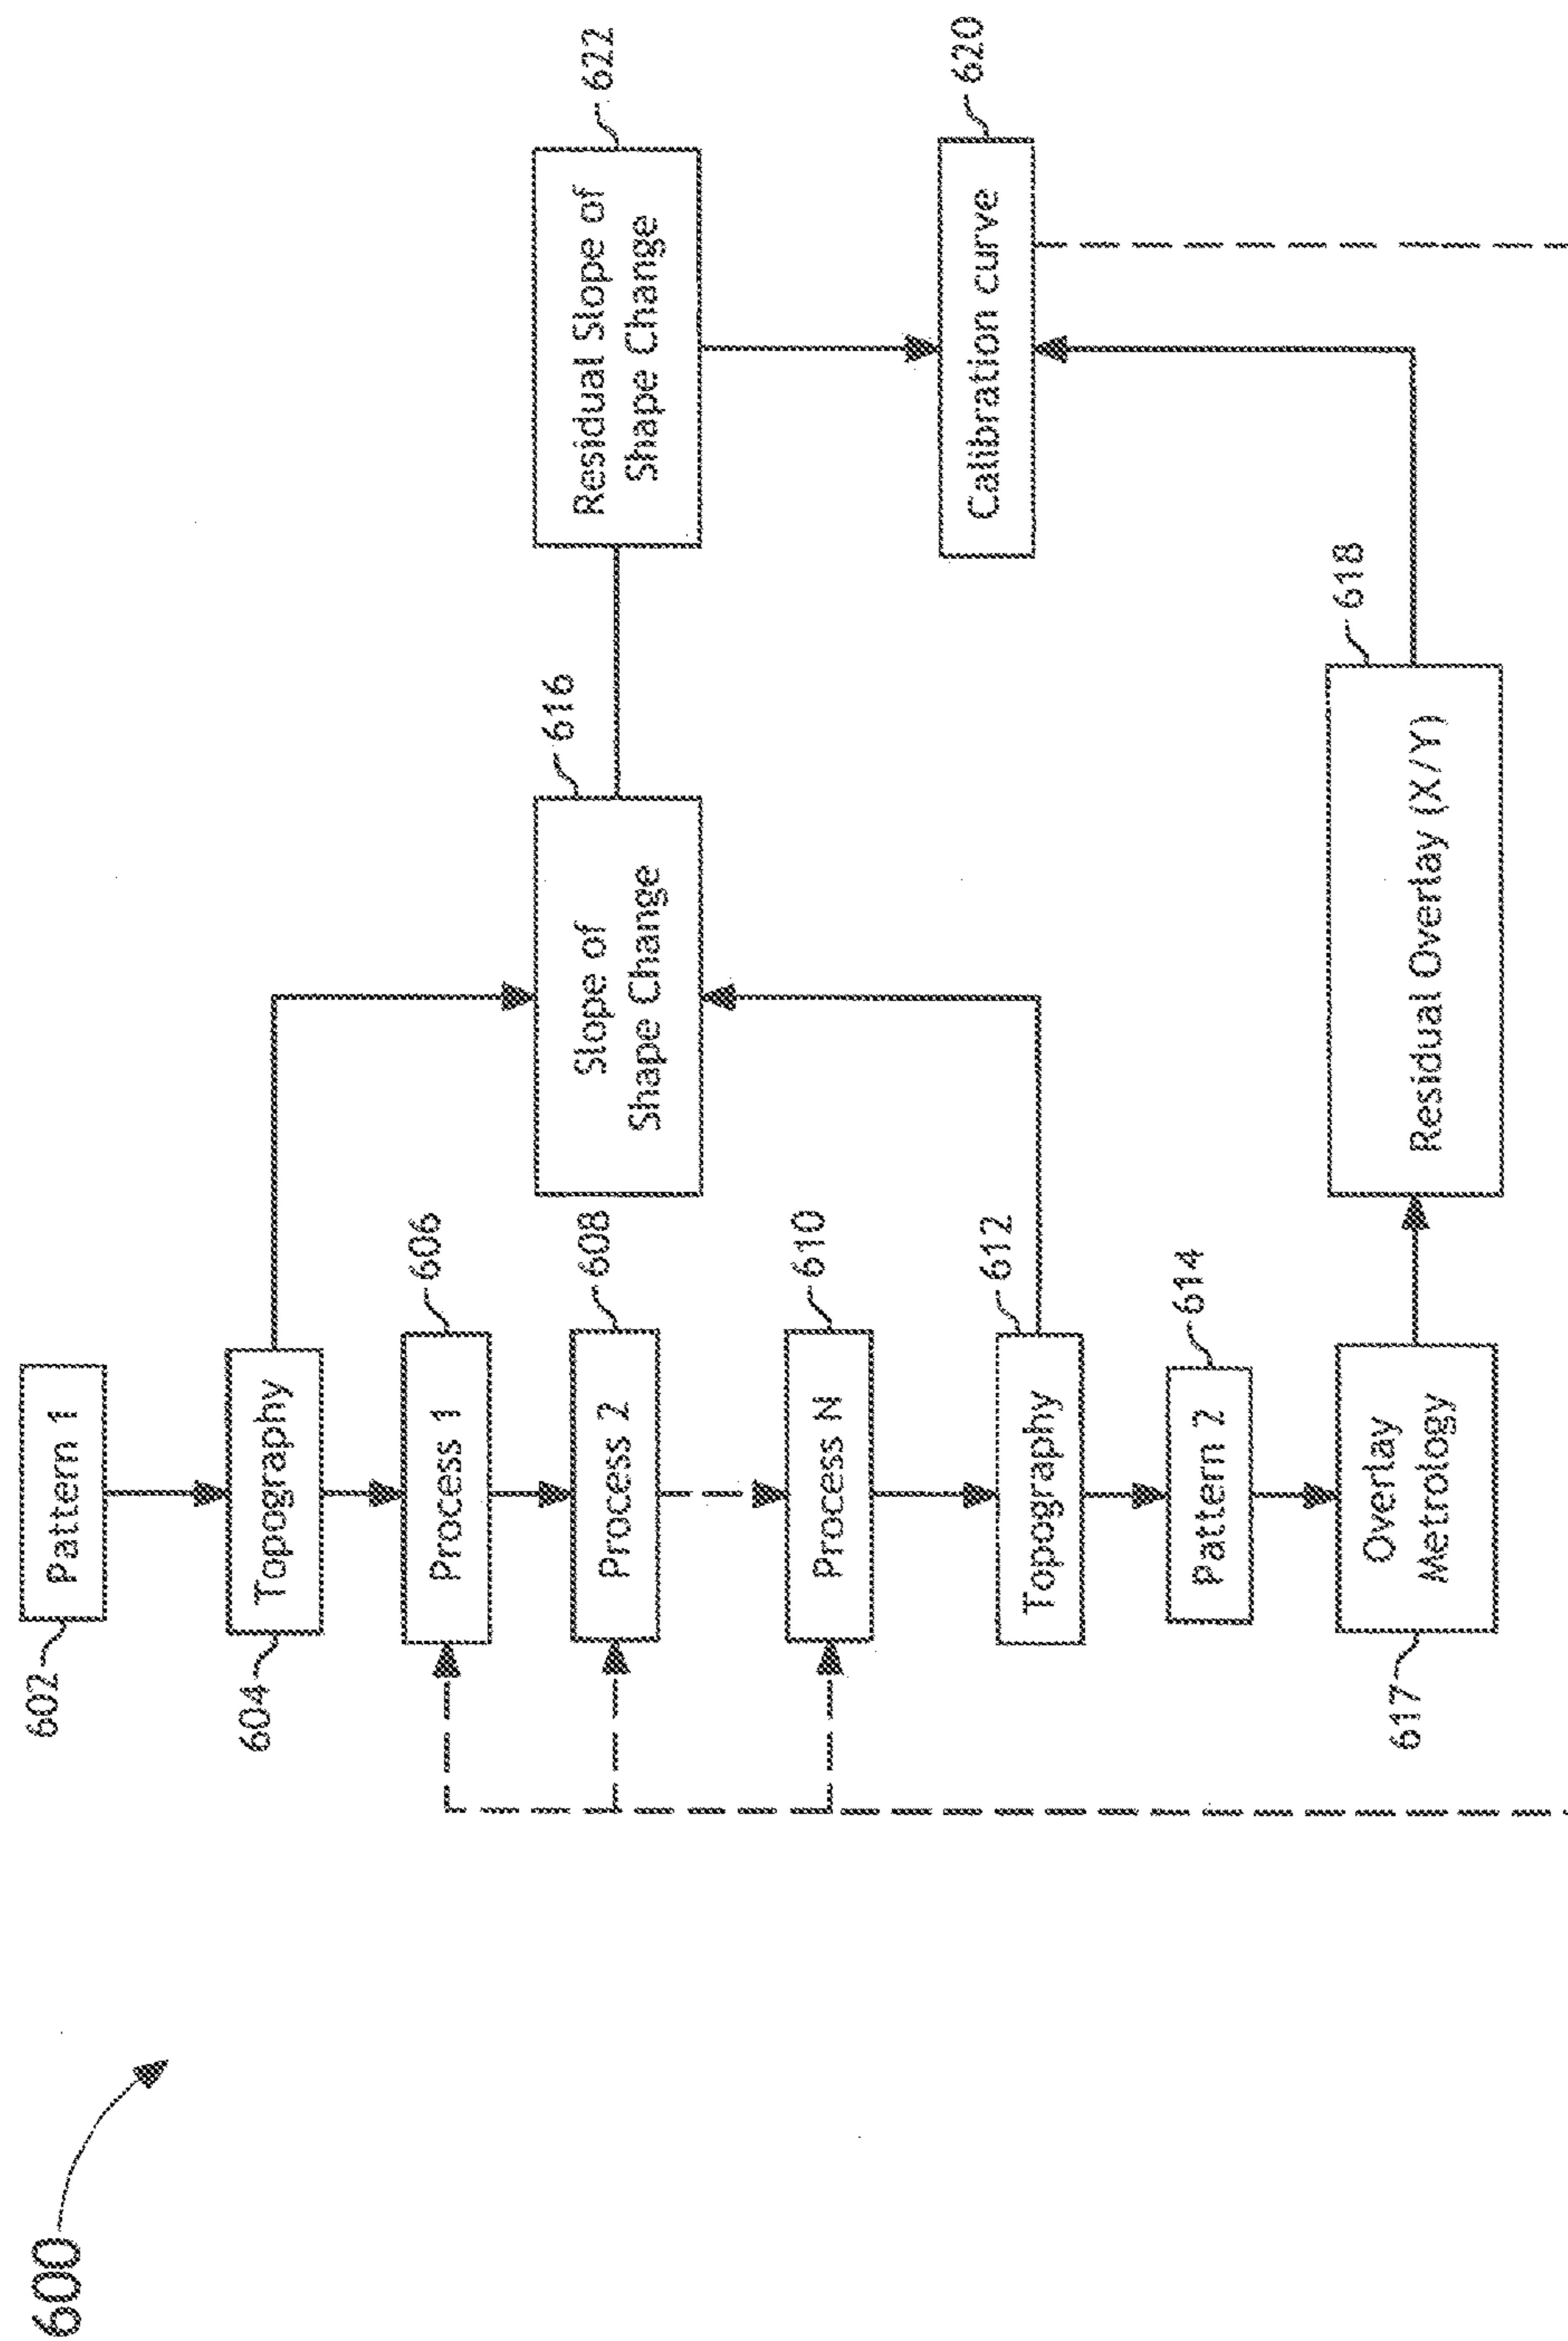 600
602
Pattern 1
604
Topography
Process 1
606
Process 2
608
Process N
610
Topography
612
Pattern 2
614
Overlay
Metrology
617
Slope of
Shape Change
616
Residual Slope of
Shape Change
622
Calibration curve
620
Residual Overlay (X/Y)
618